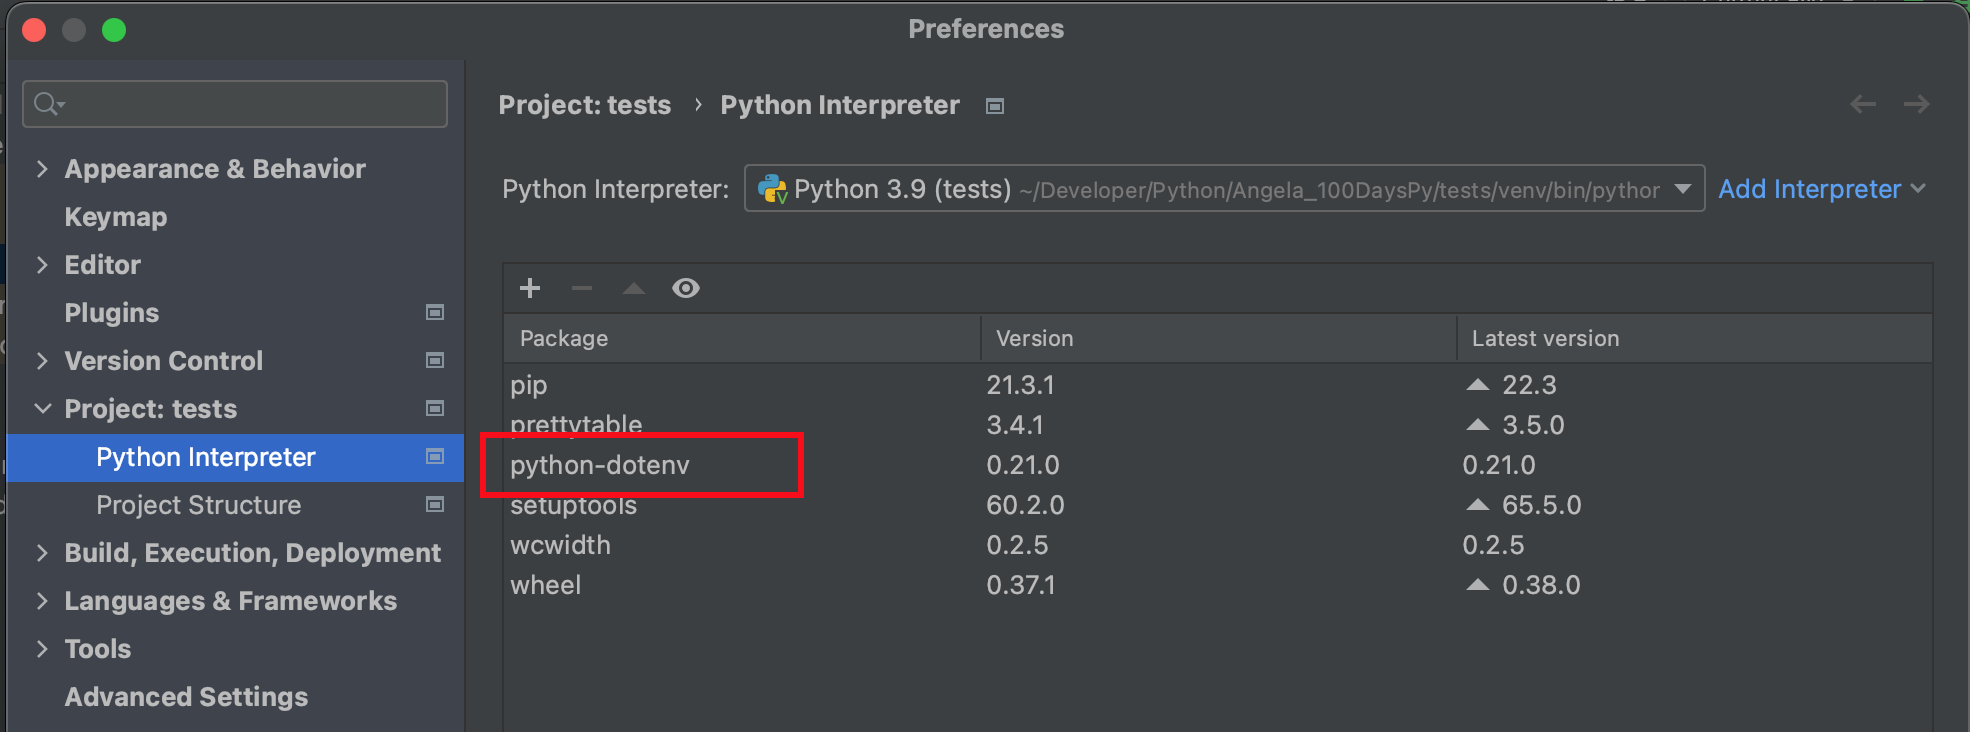 Preferences
Appearance & Behavior
Keymap
Editor
Plugins
Version Control
Project: tests
Python Interpreter
Project Structure
Build, Execution, Deployment
Languages & Frameworks
Tools
Advanced Settings
Project: tests › Python Interpreter
Python Interpreter: Python 3.9 (tests) ~/Developer/Python/Angela_100DaysPy/tests/venv/bin/pythor Add Interpreter
Package Version Latest version
pip 21.3.1 22.3
prettytable 3.4.1 3.5.0
python-dotenv 0.21.0 0.21.0
setuptools 60.2.0 65.5.0
wcwidth 0.2.5 0.2.5
wheel 0.37.1 0.38.0